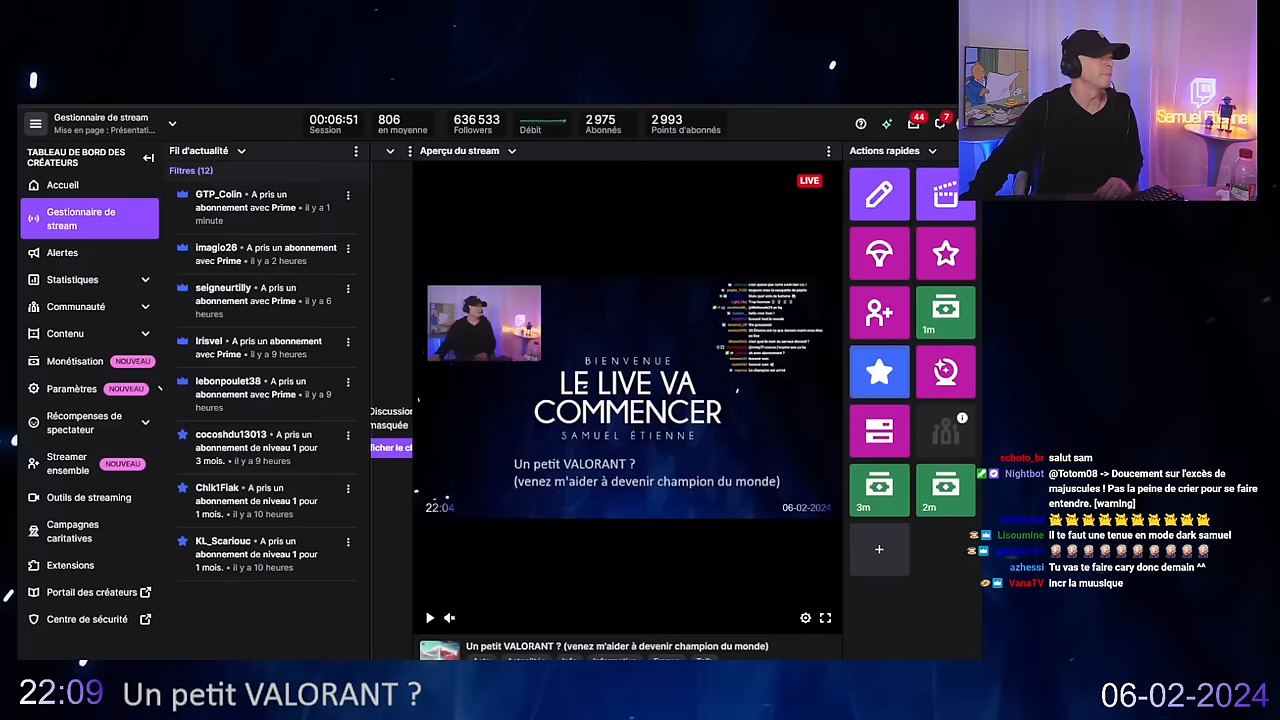 Gestionnaire de stream
Mise en page : Présentati...
00:06:51
Session
806
en moyenne
636 533
Followers
Débit
2 975
Abonnés
2 993
Points d'abonnés
44
7
TABLEAU DE BORD DES
CRÉATEURS
Accueil
Gestionnaire de
stream
Alertes
Statistiques
Contenu
Monétisation NOUVEAU
Paramètres NOUVEAU
Récompenses de
spectateur
Streamer
ensemble NOUVEAU
Outils de streaming
Campagnes
caritatives
Extensions
Portail des créateurs
Centre de sécurité
Fil d'actualité
Filtres (12)
GTP_Colin • A pris un
abonnement avec Prime • il y a 1
minute
imagio26 • A pris un abonnement
avec Prime • il y a 2 heures
seigneurtilly • A pris un
abonnement avec Prime • il y a 6
heures
• A pris un abonnement
avec Prime • il y a 9 heures
lebonpoulet38 • A pris un
abonnement avec Prime • il y a 9
heures
cocoshdu13013 • A pris un
abonnement de niveau 1 pour
3 mois. • il y a 9 heures
• A pris un
abonnement de niveau 1 pour
1 mois. • il y a 10 heures
KL_Scariouc • A pris un
abonnement de niveau 1 pour
1 mois. • il y a 10 heures
Discussion
masquée
ficher le c
Aperçu du stream
LIVE
BIENVENUE
LE LIVE VA
COMMENCER
SAMUEL ÉTIENNE
Un petit VALORANT ?
(venez m'aider à devenir champion du monde)
22:04
06-02-2024
Un petit VALORANT ? (venez m'aider à devenir champion du monde)
Actions rapides
1m
3m
2m
Samuel Étienne
schoto_br salut sam
Nightbot @Totom08 -> Doucement sur l'excès de
majuscules ! Pas la peine de crier pour se faire
entendre. [warning]
Lisoumine Il te faut une tenue en mode dark samuel
azhessi Tu vas te faire cary donc demain ^^
VanaTV Incr la muusique
22:09 Un petit VALORANT ?
06-02-2024